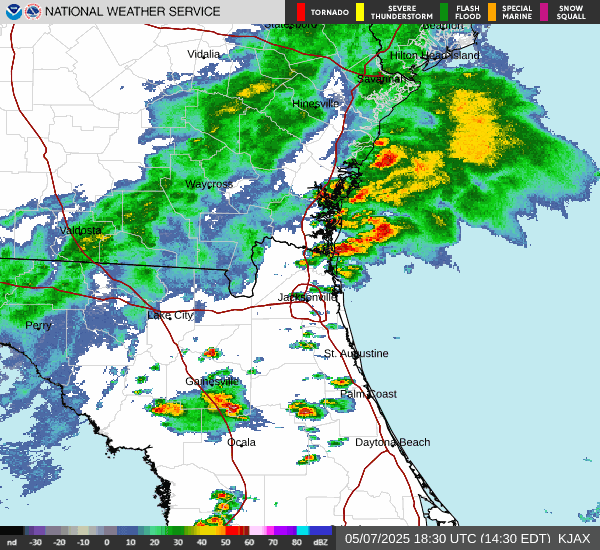 NATIONAL WEATHER SERVICE
TORNADO
SEVERE THUNDERSTORM
FLASH FLOOD
SPECIAL MARINE
SNOW SQUALL
Statesboro
Beaufort
Vidalia
Hilton Head Island
Savannah
Hinesville
Waycross
Valdosta
Jacksonville
Lake City
Perry
St. Augustine
Gainesville
Palm Coast
Ocala
Daytona Beach
nd -30 -20 -10 0 10 20 30 40 50 60 70 80 dBZ
05/07/2025 18:30 UTC (14:30 EDT) KJAX